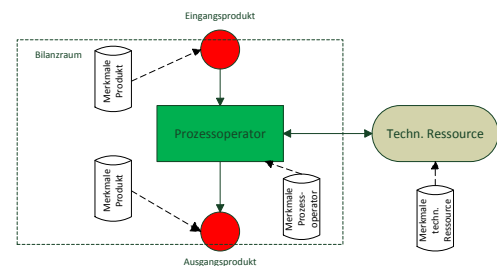 Eingangsprodukt
Bilanzraum
Merkmale
Produkt
Prozessoperator
Techn. Ressource
Merkmale
Produkt
Merkmale
Prozess-
operator
Merkmale
techn.
Ressource
Ausgangsprodukt